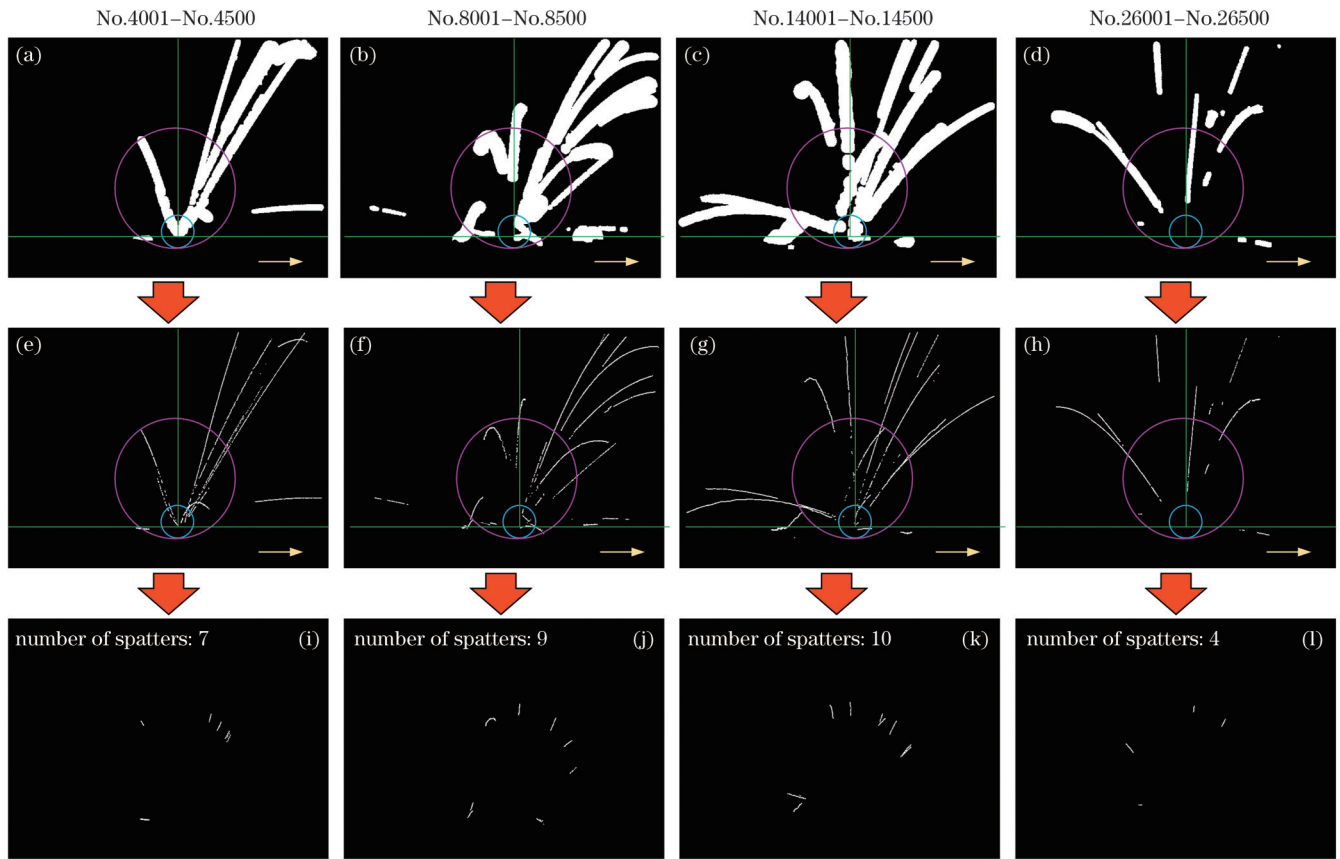 No.4001–No.4500 No.8001–No.8500 No.14001–No.14500 No.26001–No.26500
(a) (b) (c) (d)
(e) (f) (g) (h)
number of spatters: 7 (i) number of spatters: 9 (j) number of spatters: 10 (k) number of spatters: 4 (l)